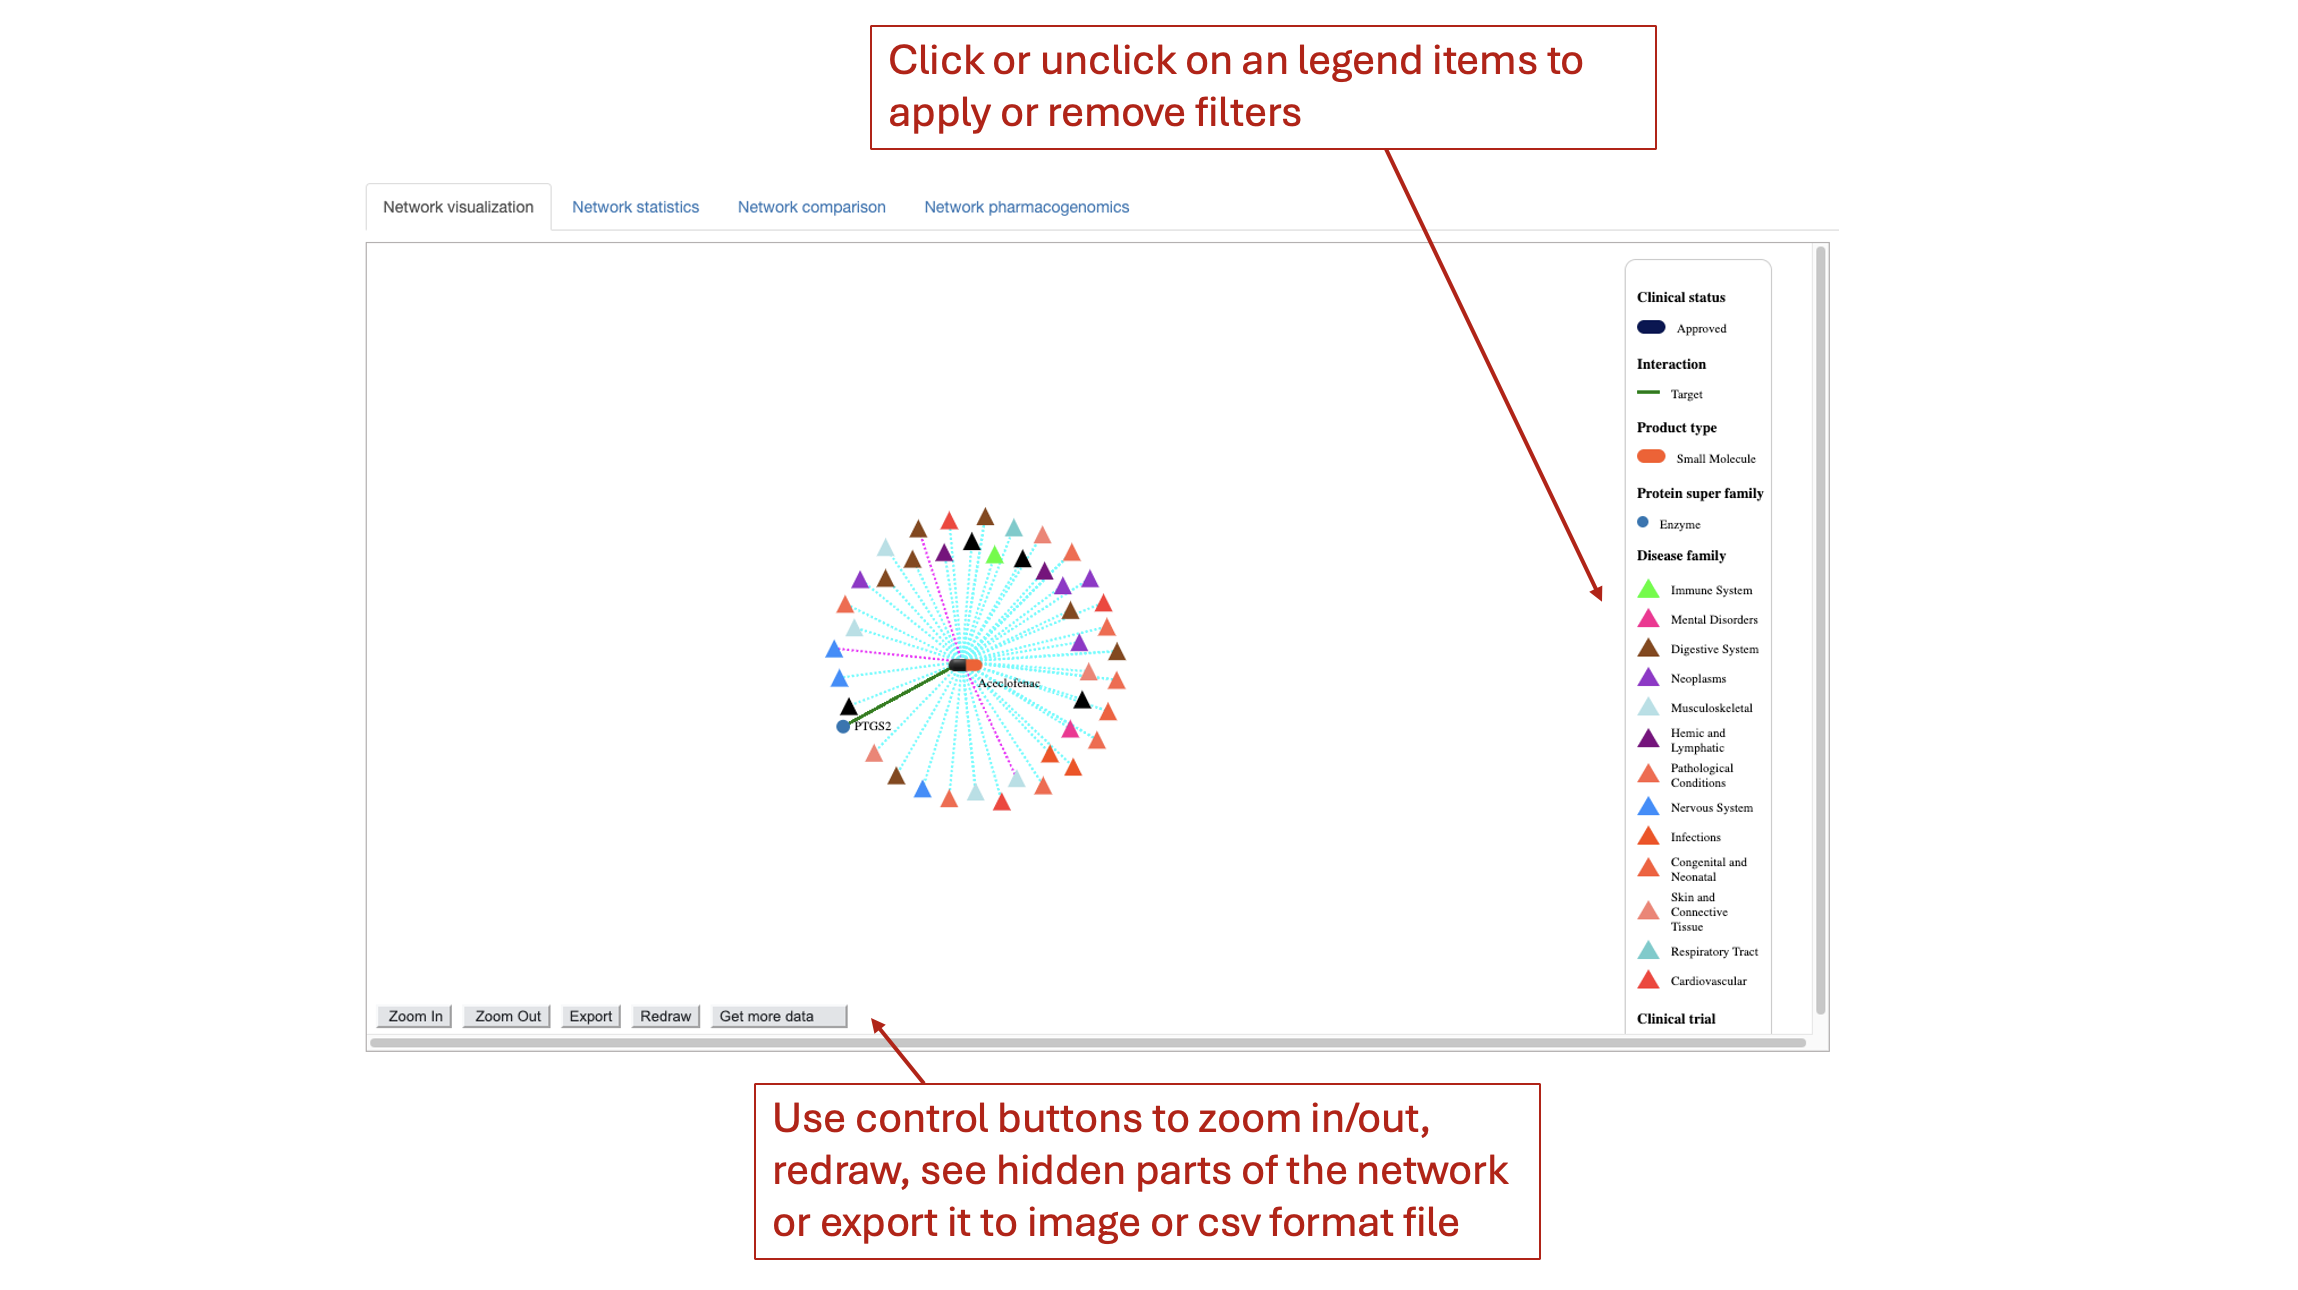 Click or unclick on an legend items to
apply or remove filters
Network visualization
Network statistics
Network comparison
Network pharmacogenomics
Clinical status
Approved
Interaction
Target
Product type
Small Molecule
Protein super family
Enzyme
Disease family
Immune System
Mental Disorders
Digestive System
Neoplasms
Musculoskeletal
Hemic and
Lymphatic
Pathological
Conditions
Nervous System
Infections
Congenital and
Neonatal
Skin and
Connective
Tissue
Respiratory Tract
Cardiovascular
Clinical trial
Aceclofenac
PTGS2
Zoom In
Zoom Out
Export
Redraw
Get more data
Use control buttons to zoom in/out,
redraw, see hidden parts of the network
or export it to image or csv format file